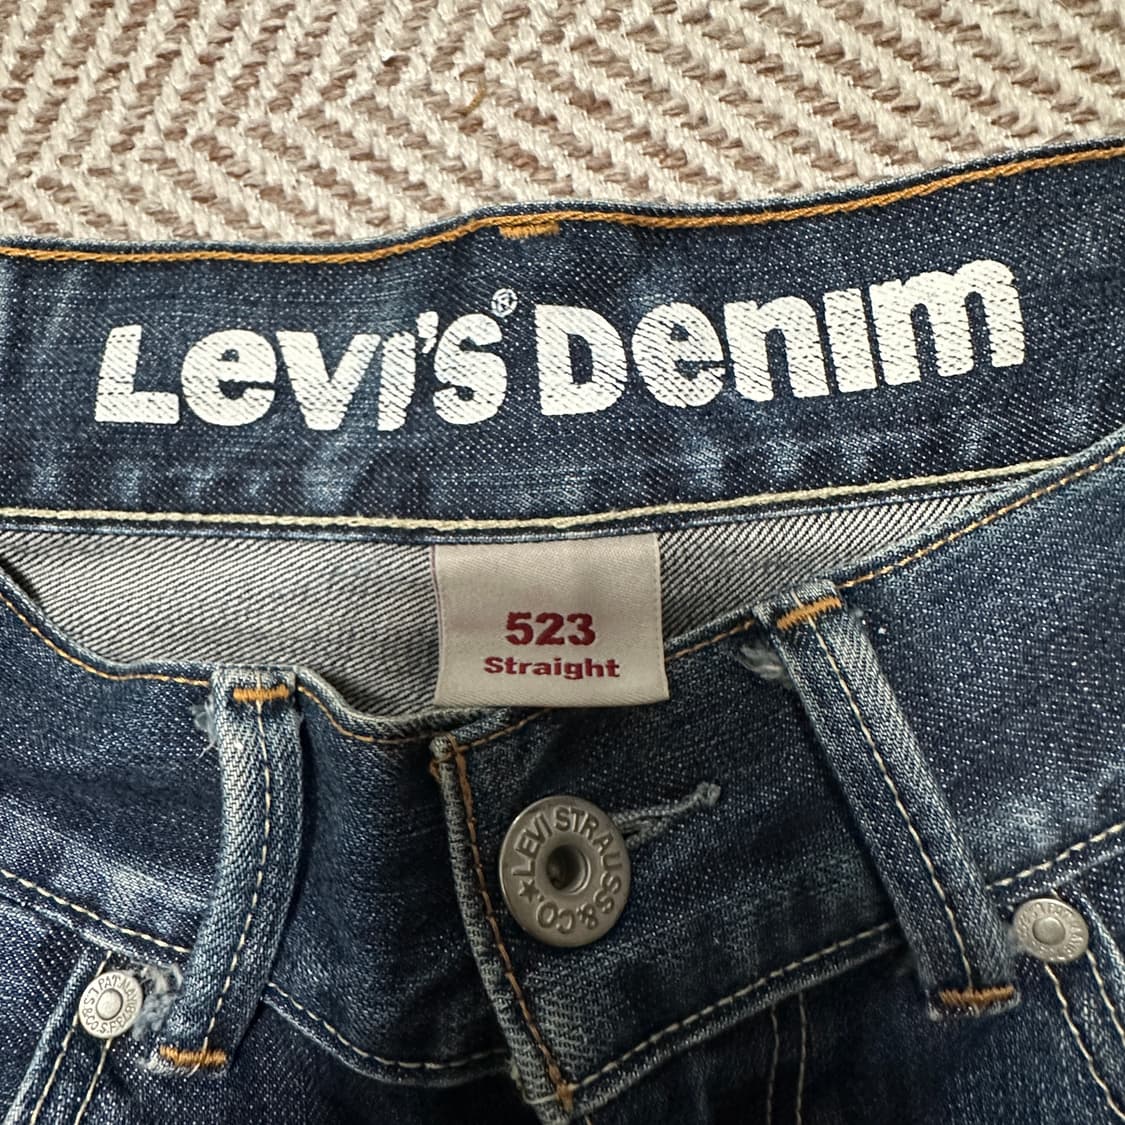 Levi's® Denim
523
Straight
LEVI STRAUSS & CO.